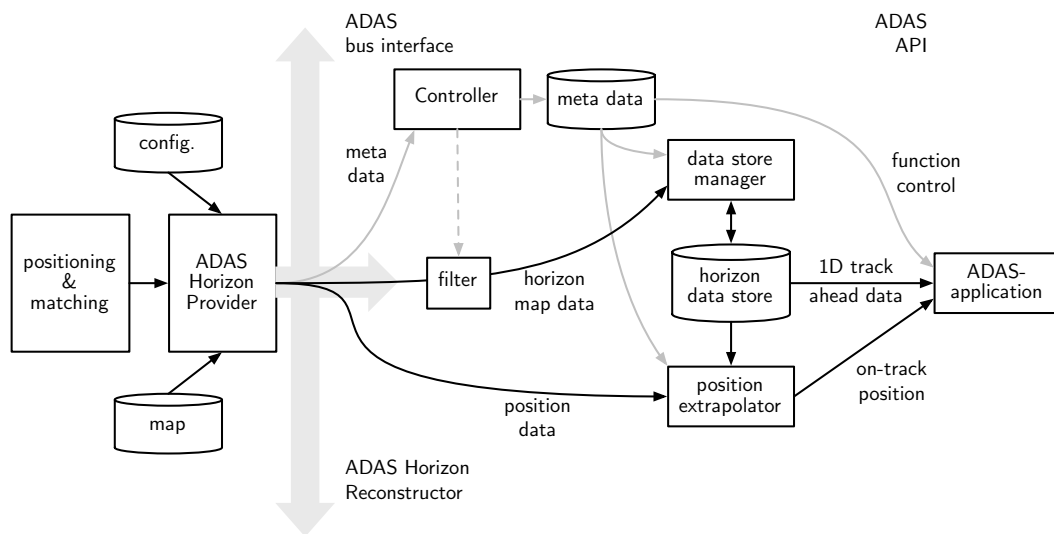 ADAS
bus interface
ADAS
API
Controller
meta data
config.
meta
data
data store
manager
function
control
positioning
&
matching
ADAS
Horizon
Provider
filter
horizon
map data
horizon
data store
1D track
ahead data
ADAS-
application
position
extrapolator
on-track
position
map
position
data
ADAS Horizon
Reconstructor